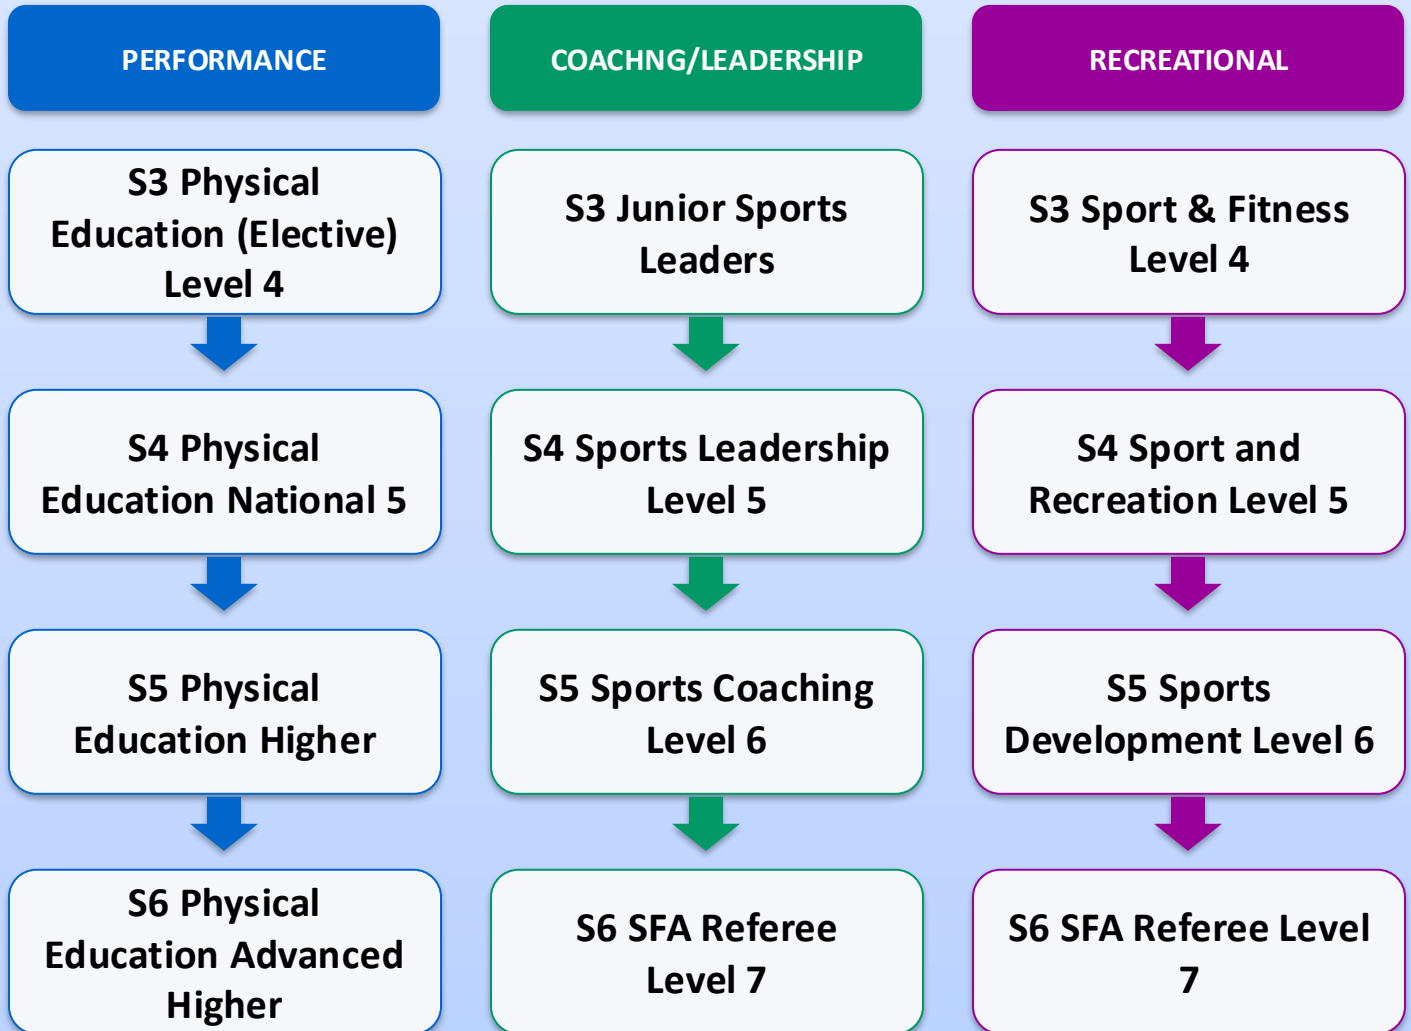 PERFORMANCE
COACHNG/LEADERSHIP
RECREATIONAL
S3 Physical
Education (Elective)
Level 4
S3 Junior Sports
Leaders
S3 Sport & Fitness
Level 4
S4 Physical
Education National 5
S4 Sports Leadership
Level 5
S4 Sport and
Recreation Level 5
S5 Physical
Education Higher
S5 Sports Coaching
Level 6
S5 Sports
Development Level 6
S6 Physical
Education Advanced
Higher
S6 SFA Referee
Level 7
S6 SFA Referee Level
7